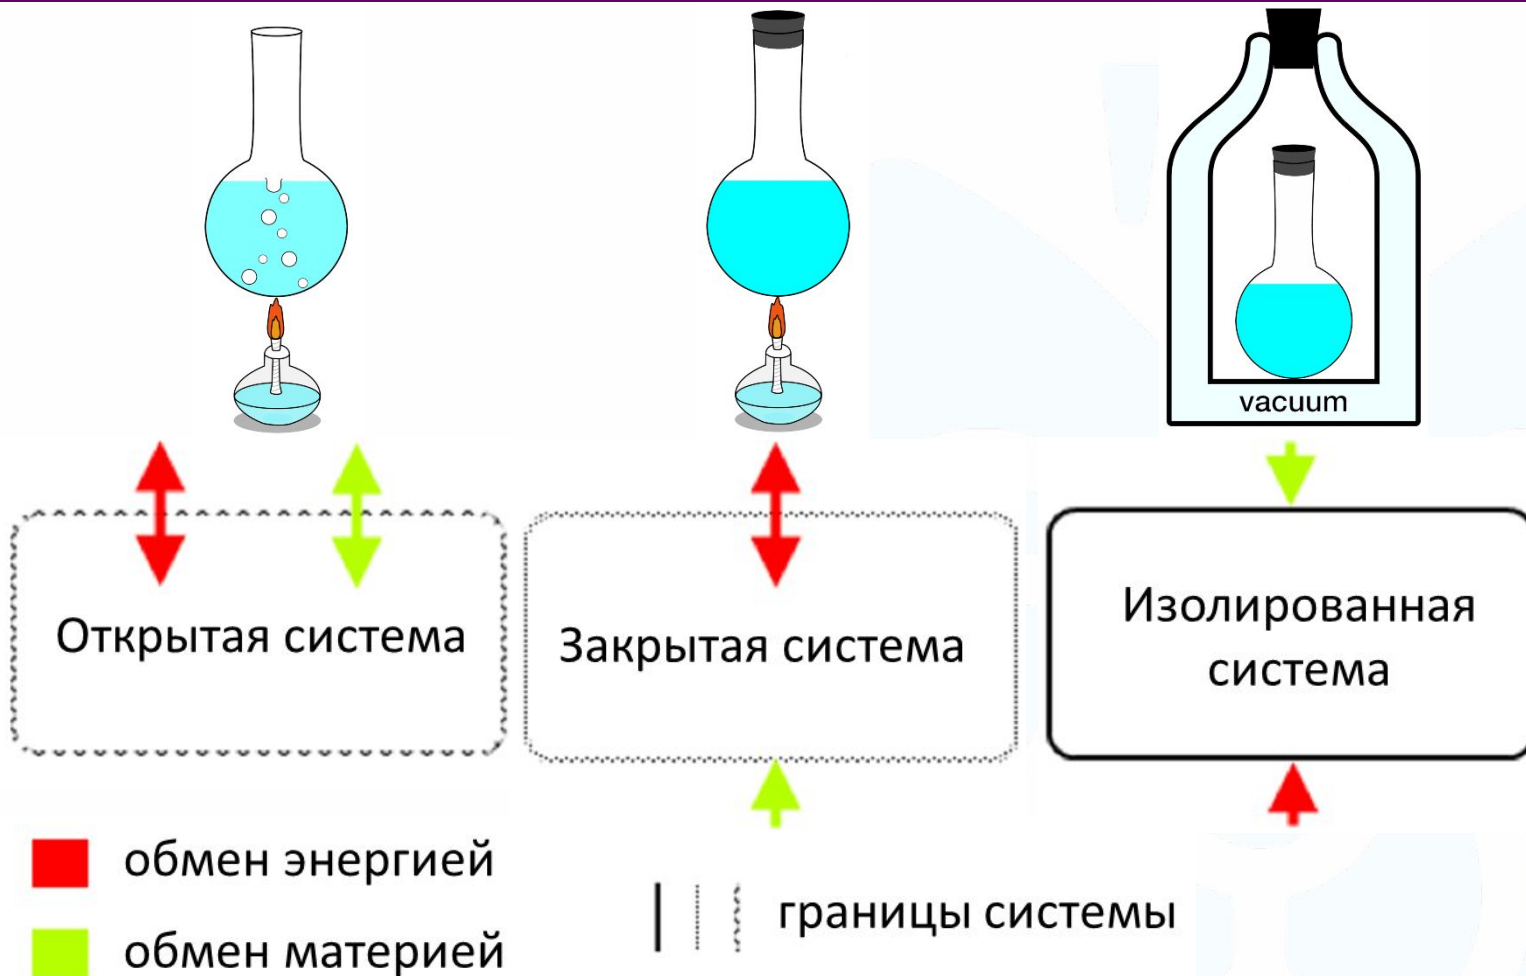 vacuum
Открытая система
Закрытая система
Изолированная
система
обмен энергией
обмен материей
границы системы